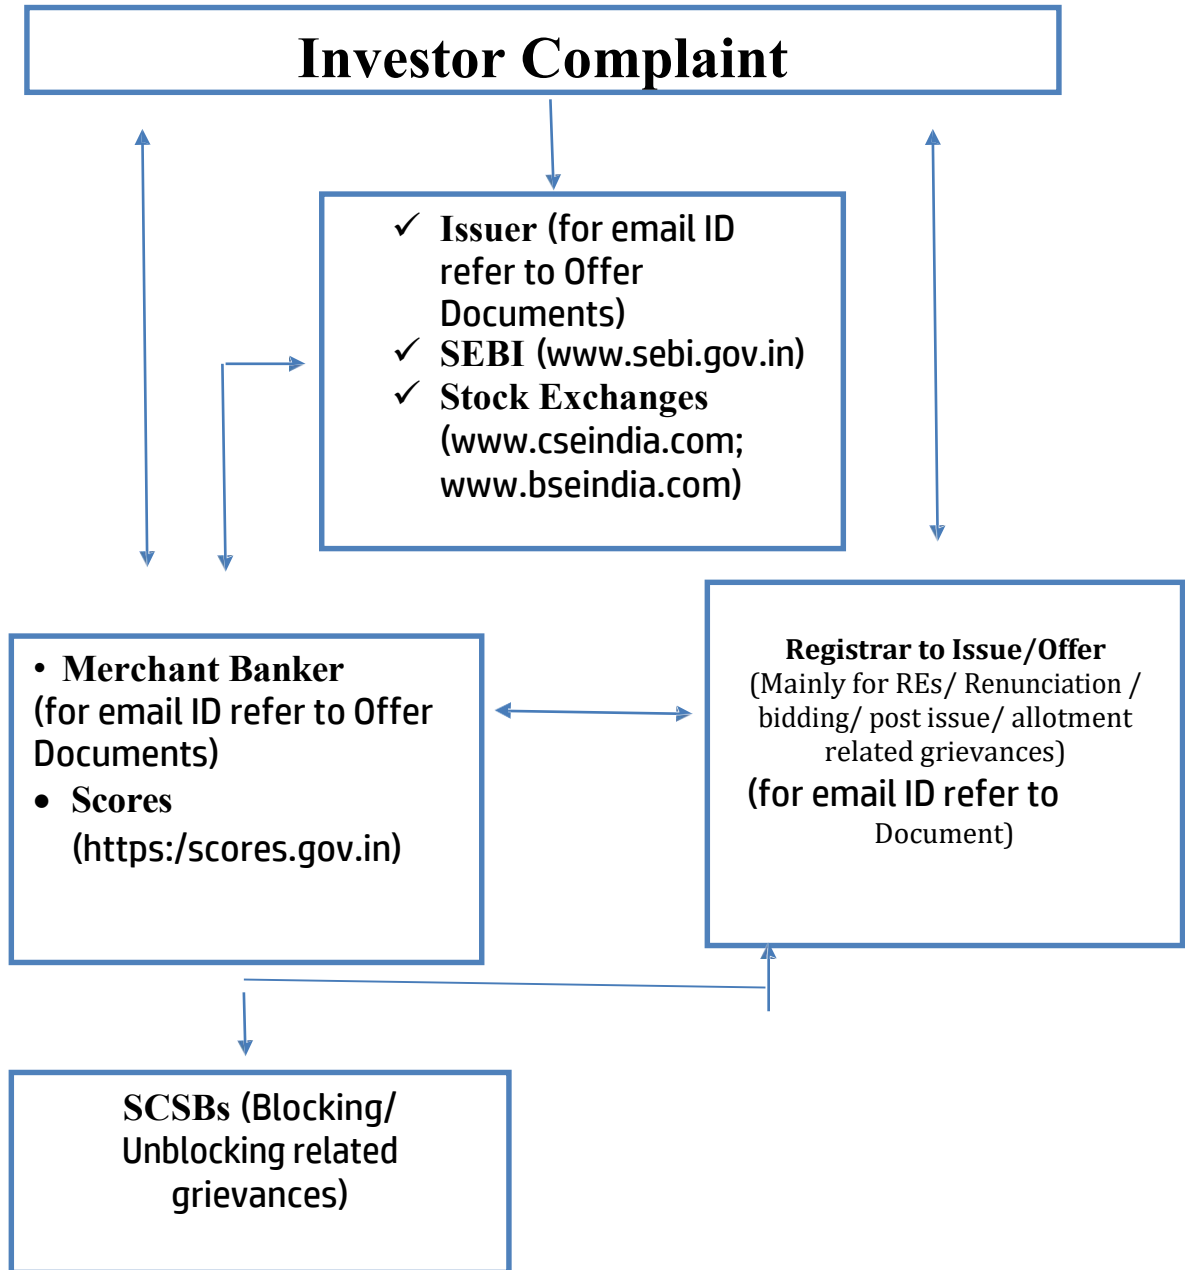 Investor Complaint
✓ Issuer (for email ID
refer to Offer
Documents)
✓ SEBI (www.sebi.gov.in)
✓ Stock Exchanges
(www.cseindia.com;
www.bseindia.com)
• Merchant Banker
(for email ID refer to Offer
Documents)
• Scores
(https:/scores.gov.in)
Registrar to Issue/Offer
(Mainly for REs/ Renunciation /
bidding/ post issue/ allotment
related grievances)
(for email ID refer to
Document)
SCSBs (Blocking/
Unblocking related
grievances)